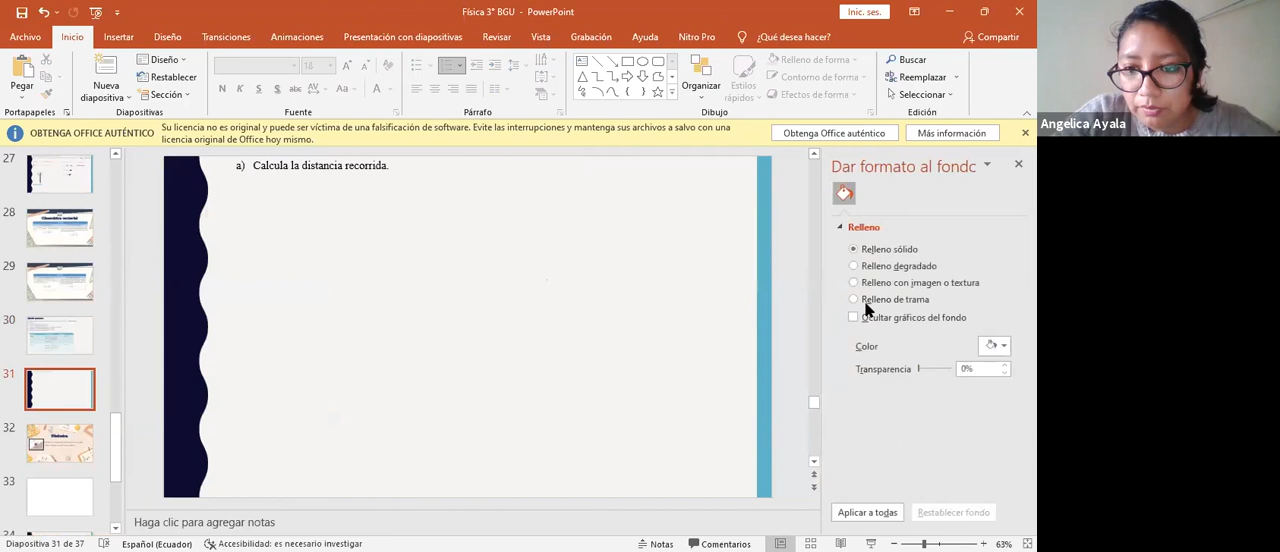 Física 3° BGU - PowerPoint
Inic. ses.
Archivo Inicio Insertar Diseño Transiciones Animaciones Presentación con diapositivas Revisar Vista Grabación Ayuda Nitro Pro ¿Qué desea hacer? Compartir
Pegar
Nueva
diapositiva
Diseño
Restablecer
Sección
18
N K S S abc AV Aa A
Organizar
Estilos
rápidos
Relleno de forma
Contorno de forma
Efectos de forma
Buscar
Reemplazar
Seleccionar
Portapapeles Diapositivas Fuente Párrafo Dibujo Edición
OBTENGA OFFICE AUTÉNTICO Su licencia no es original y puede ser víctima de una falsificación de software. Evite las interrupciones y mantenga sus archivos a salvo con una
licencia original de Office hoy mismo.
Obtenga Office auténtico
Más información
Angelica Ayala
27
28
29
30
31
32
33
a) Calcula la distancia recorrida.
Dar formato al fondo
Relleno
Relleno sólido
Relleno degradado
Relleno con imagen o textura
Relleno de trama
Ocultar gráficos del fondo
Color
Transparencia 0%
Aplicar a todas Restablecer fondo
Haga clic para agregar notas
Diapositiva 31 de 37 Español (Ecuador) Accesibilidad: es necesario investigar Notas Comentarios 63%